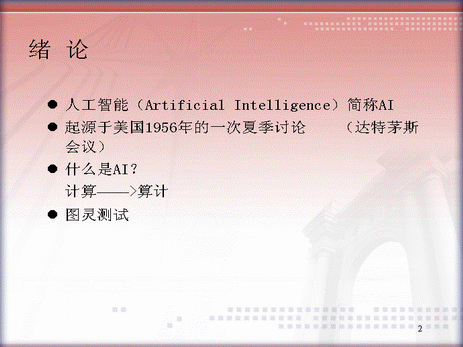 绪 论
● 人工智能（Artificial Intelligence）简称AI
● 起源于美国1956年的一次夏季讨论 （达特茅斯
会议）
● 什么是AI?
计算——>算计
● 图灵测试
2